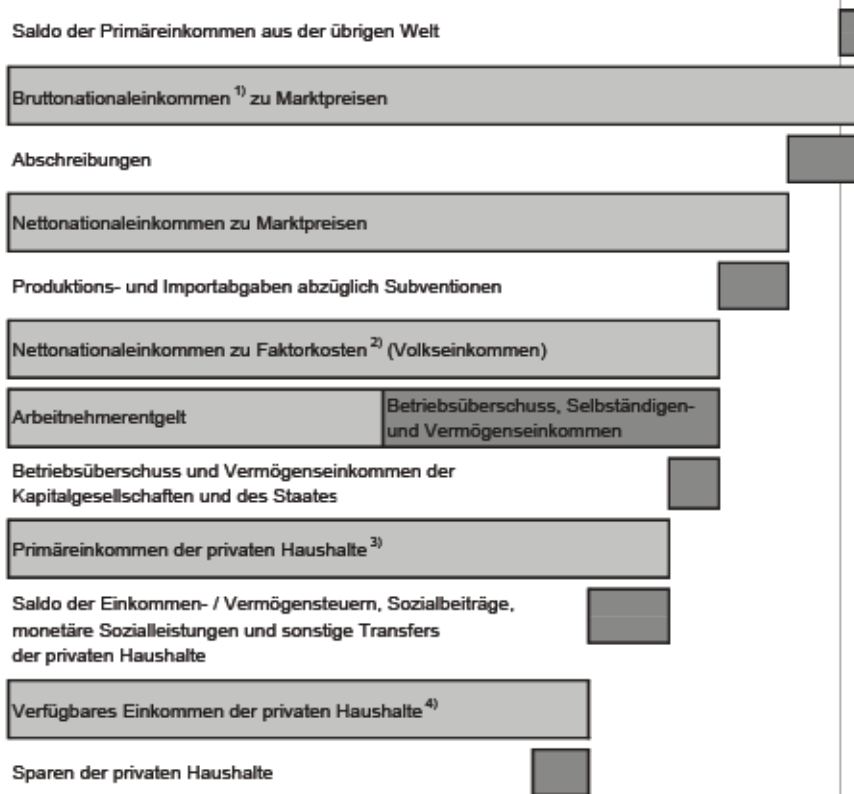 Saldo der Primäreinkommen aus der übrigen Welt
Bruttonationaleinkommen 1) zu Marktpreisen
Abschreibungen
Nettonationaleinkommen zu Marktpreisen
Produktions- und Importabgaben abzüglich Subventionen
Nettonationaleinkommen zu Faktorkosten 2) (Volkseinkommen)
Arbeitnehmerentgelt
Betriebsüberschuss, Selbständigen-
und Vermögenseinkommen
Betriebsüberschuss und Vermögenseinkommen der
Kapitalgesellschaften und des Staates
Primäreinkommen der privaten Haushalte 3)
Saldo der Einkommen- / Vermögensteuern, Sozialbeiträge,
monetäre Sozialleistungen und sonstige Transfers
der privaten Haushalte
Verfügbares Einkommen der privaten Haushalte 4)
Sparen der privaten Haushalte